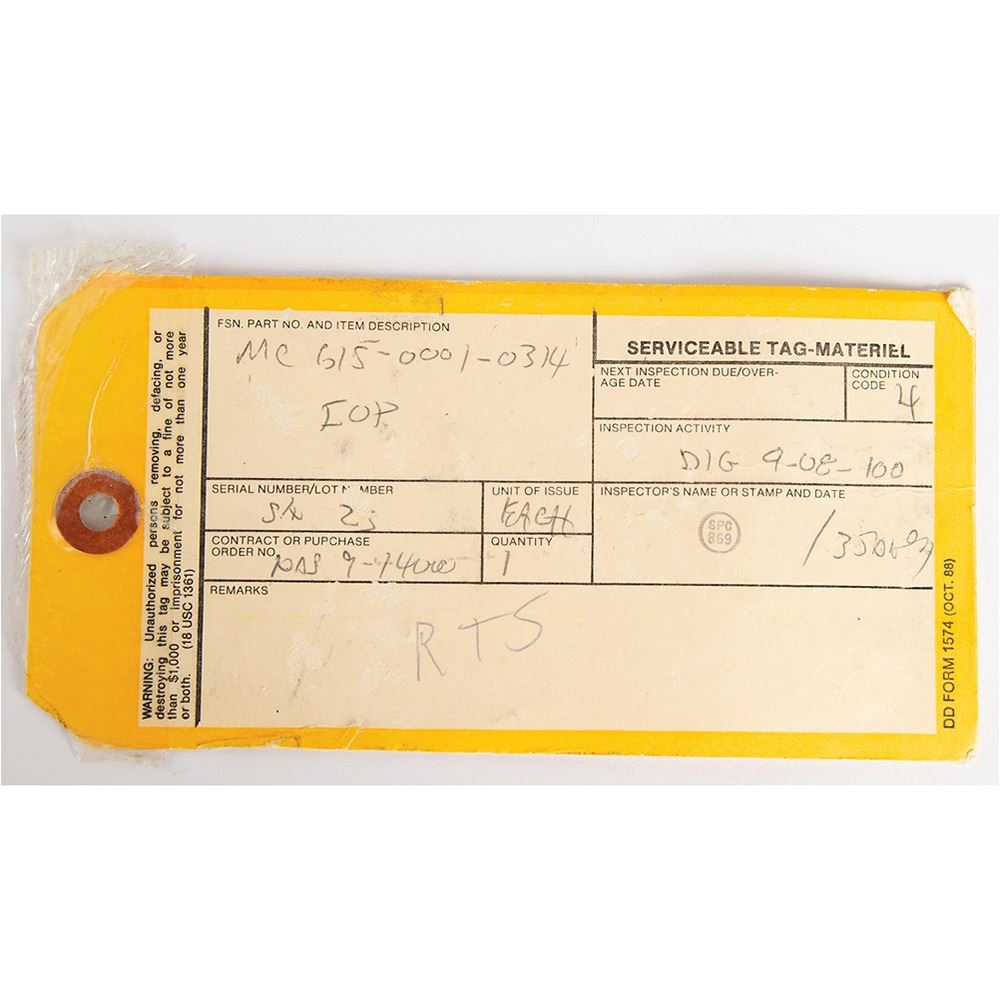 FSN, PART NO. AND ITEM DESCRIPTION
MC 615-0001-0314
IOP
SERVICEABLE TAG-MATERIEL
NEXT INSPECTION DUE/OVER-
AGE DATE
CONDITION
CODE 4
INSPECTION ACTIVITY
DIG 9-08-100
SERIAL NUMBER/LOT N MBER
S/N
UNIT OF ISSUE
EACH
INSPECTOR'S NAME OR STAMP AND DATE
SPC
869
CONTRACT OR PURCHASE
ORDER NO.
NAS 9-14000
QUANTITY
1
REMARKS
RTS
WARNING: Unauthorized persons removing, defacing, or
destroying this tag may be subject to a fine of not more
than $1,000 or imprisonment for not more than one year
or both. (18 USC 1361)
DD FORM 1574 (OCT. 88)